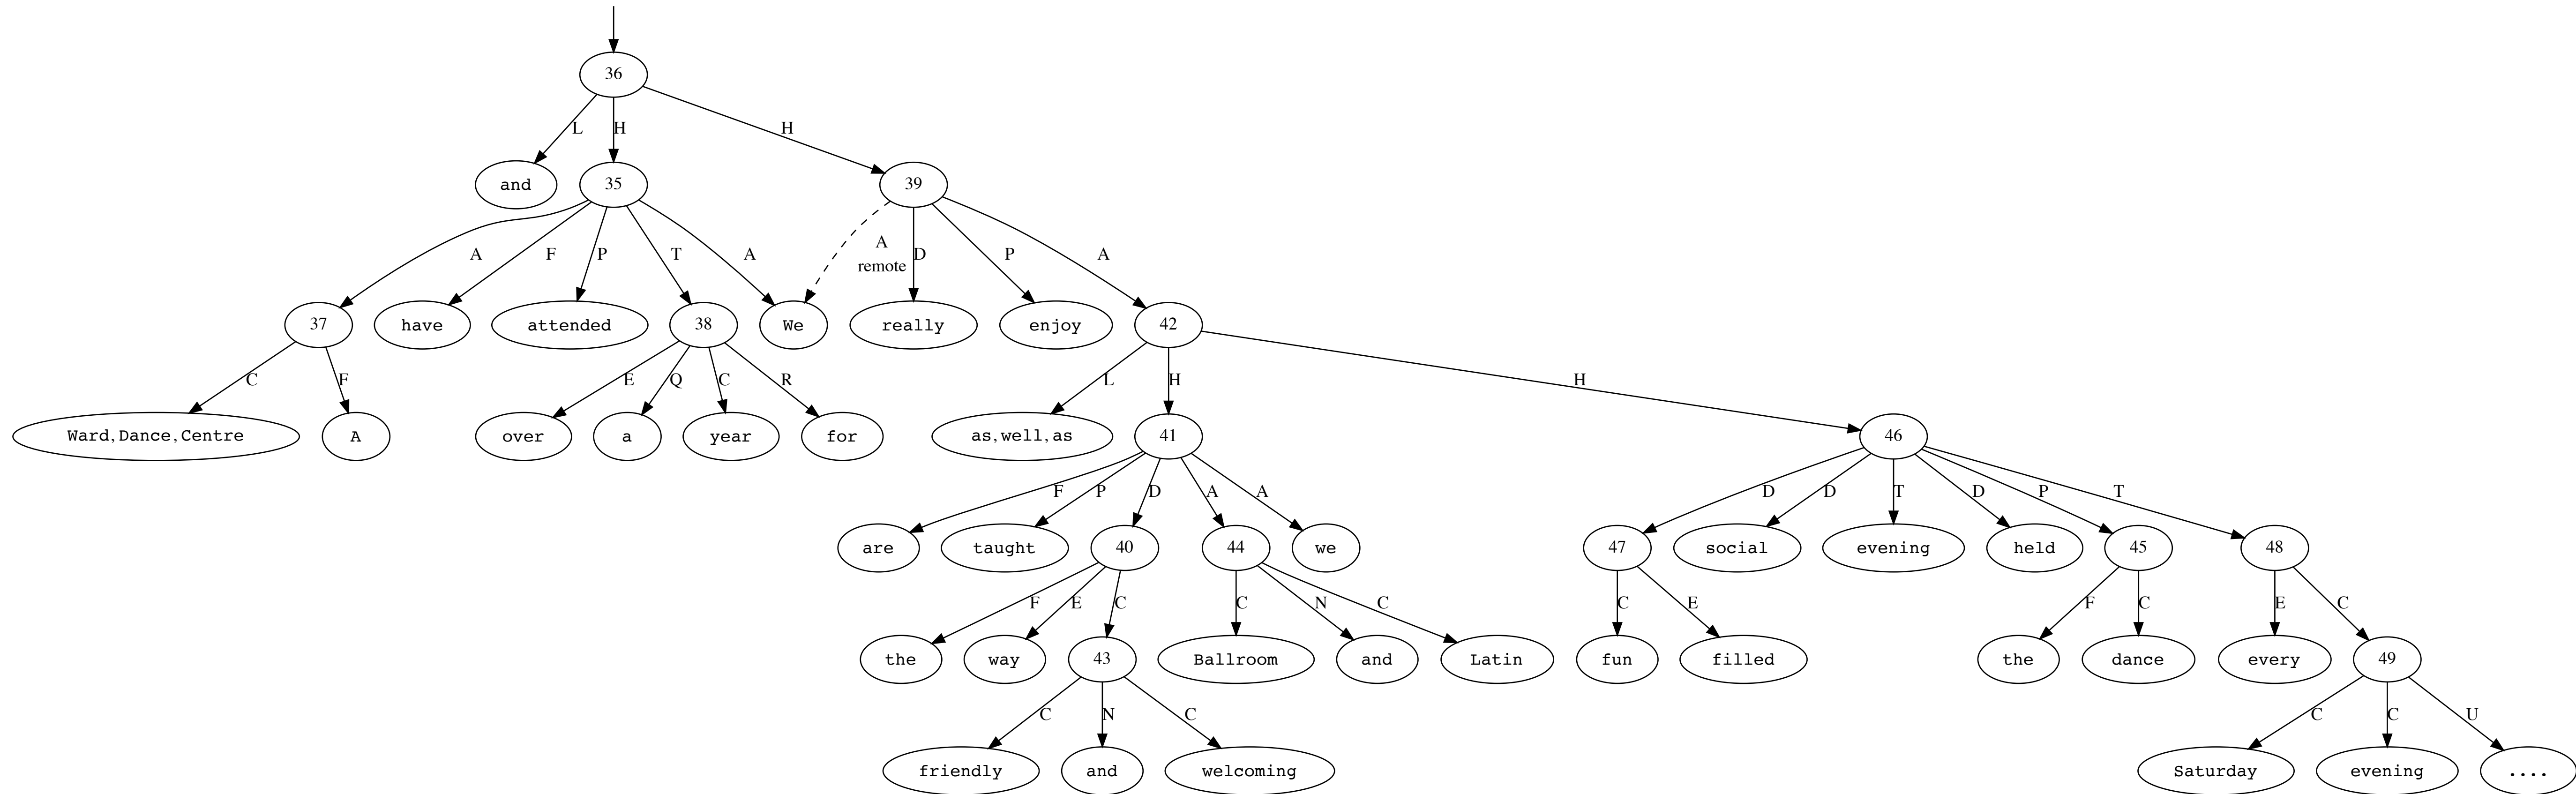 36
L H H
and 35 39
A F P T A A remote D P A
37 have attended 38 We really enjoy 42
C F E Q C R L H H
Ward,Dance,Centre A over a year for as,well,as 41 46
F P D A A D D T D P T
are taught 40 44 we 47 social evening held 45 48
F E C C N C C E F C E C
the way 43 Ballroom and Latin fun filled the dance every 49
C N C C C U
friendly and welcoming Saturday evening ....